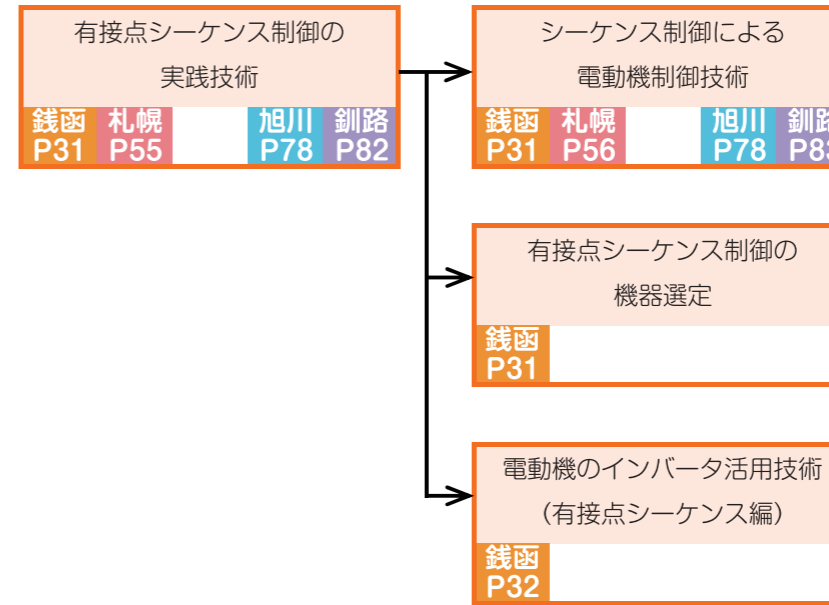 有接点シーケンス制御の
実践技術
銭函 札幌 旭川 釧路
P31 P55 P78 P82
シーケンス制御による
電動機制御技術
銭函 札幌 旭川 釧路
P31 P56 P78 P83
有接点シーケンス制御の
機器選定
銭函
P31
電動機のインバータ活用技術
（有接点シーケンス編）
銭函
P32